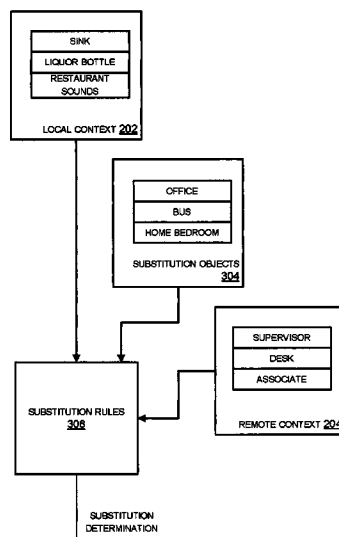 SINK
LIQUOR BOTTLE
RESTAURANT
SOUNDS
LOCAL CONTEXT 202
OFFICE
BUS
HOME BEDROOM
SUBSTITUTION OBJECTS
304
SUPERVISOR
DESK
ASSOCIATE
REMOTE CONTEXT 204
SUBSTITUTION RULES
306
SUBSTITUTION
DETERMINATION